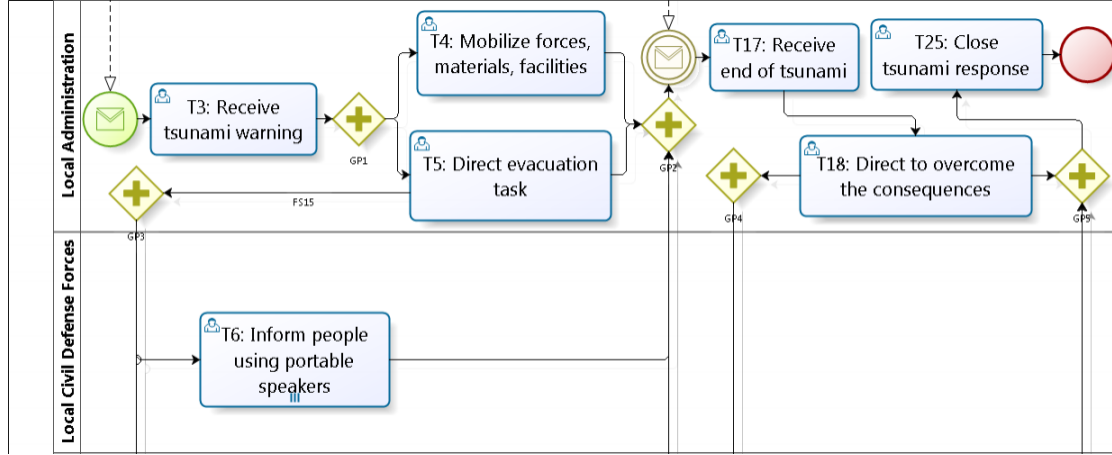 Local Administration
T3: Receive
tsunami warning
GP1
T4: Mobilize forces,
materials, facilities
T5: Direct evacuation
task
FS15
GP3
GP2
T17: Receive
end of tsunami
T25: Close
tsunami response
T18: Direct to overcome
the consequences
GP4
GP5
Local Civil Defense Forces
T6: Inform people
using portable
speakers